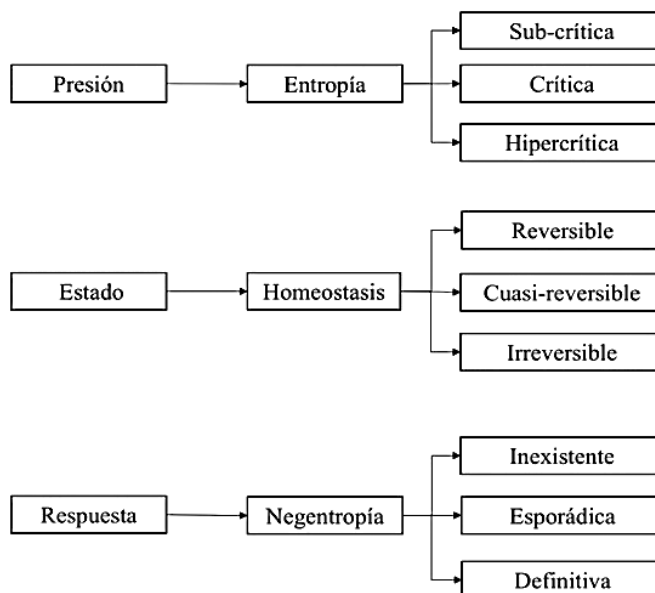 Sub-crítica
Presión
Entropía
Crítica
Hipercrítica
Reversible
Estado
Homeostasis
Cuasi-reversible
Irreversible
Inexistente
Respuesta
Negentropía
Esporádica
Definitiva